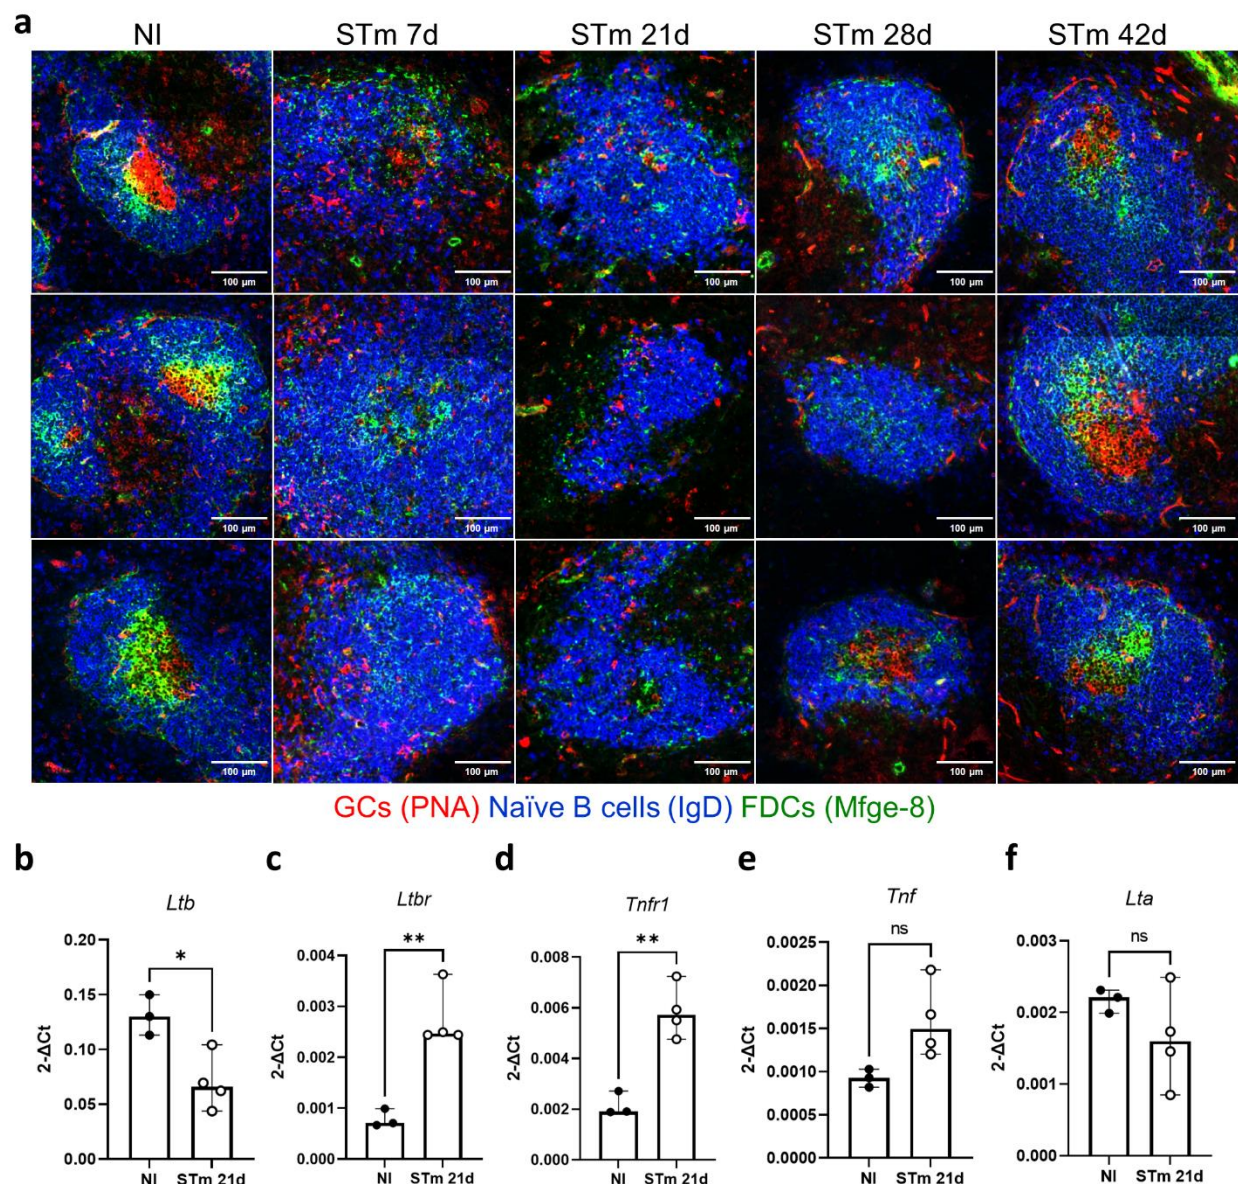 a
NI STm 7d STm 21d STm 28d STm 42d
100 µm 100 µm 100 µm 100 µm 100 µm
100 µm 100 µm 100 µm 100 µm 100 µm
100 µm 100 µm 100 µm 100 µm 100 µm
GCs (PNA) Naïve B cells (IgD) FDCs (Mfge-8)
b
Ltb
*
2-ΔCt
0.20
0.15
0.10
0.05
0.00
NI STm 21d
c
Ltbr
**
2-ΔCt
0.004
0.003
0.002
0.001
0.000
NI STm 21d
d
Tnfr1
**
2-ΔCt
0.008
0.006
0.004
0.002
0.000
NI STm 21d
e
Tnf
ns
2-ΔCt
0.0025
0.0020
0.0015
0.0010
0.0005
0.0000
NI STm 21d
f
Lta
ns
2-ΔCt
0.003
0.002
0.001
0.000
NI STm 21d